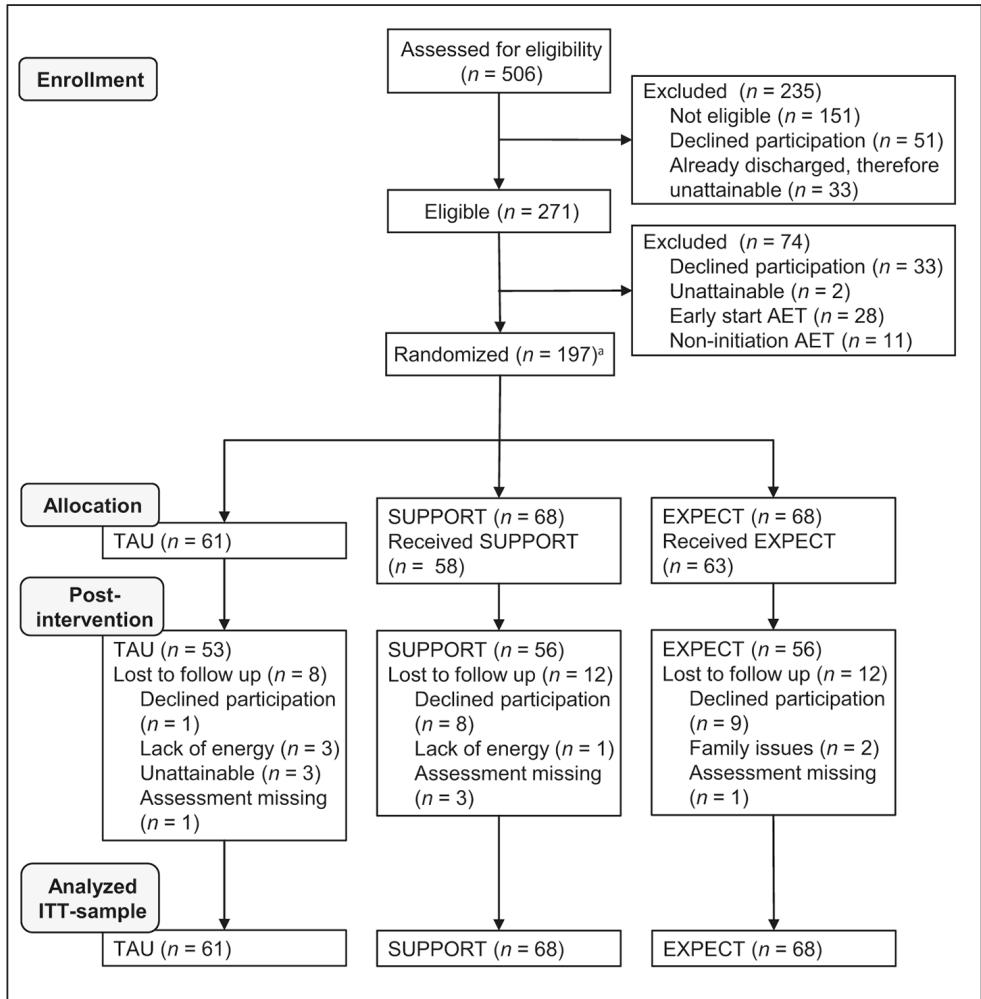 Enrollment
Assessed for eligibility
(n = 506)
Excluded (n = 235)
Not eligible (n = 151)
Declined participation (n = 51)
Already discharged, therefore
unattainable (n = 33)
Eligible (n = 271)
Excluded (n = 74)
Declined participation (n = 33)
Unattainable (n = 2)
Early start AET (n = 28)
Non-initiation AET (n = 11)
Randomized (n = 197)ᵃ
Allocation
TAU (n = 61)
SUPPORT (n = 68)
Received SUPPORT
(n = 58)
EXPECT (n = 68)
Received EXPECT
(n = 63)
Post-
intervention
TAU (n = 53)
Lost to follow up (n = 8)
Declined participation
(n = 1)
Lack of energy (n = 3)
Unattainable (n = 3)
Assessment missing
(n = 1)
SUPPORT (n = 56)
Lost to follow up (n = 12)
Declined participation
(n = 8)
Lack of energy (n = 1)
Assessment missing
(n = 3)
EXPECT (n = 56)
Lost to follow up (n = 12)
Declined participation
(n = 9)
Family issues (n = 2)
Assessment missing
(n = 1)
Analyzed
ITT-sample
TAU (n = 61)
SUPPORT (n = 68)
EXPECT (n = 68)